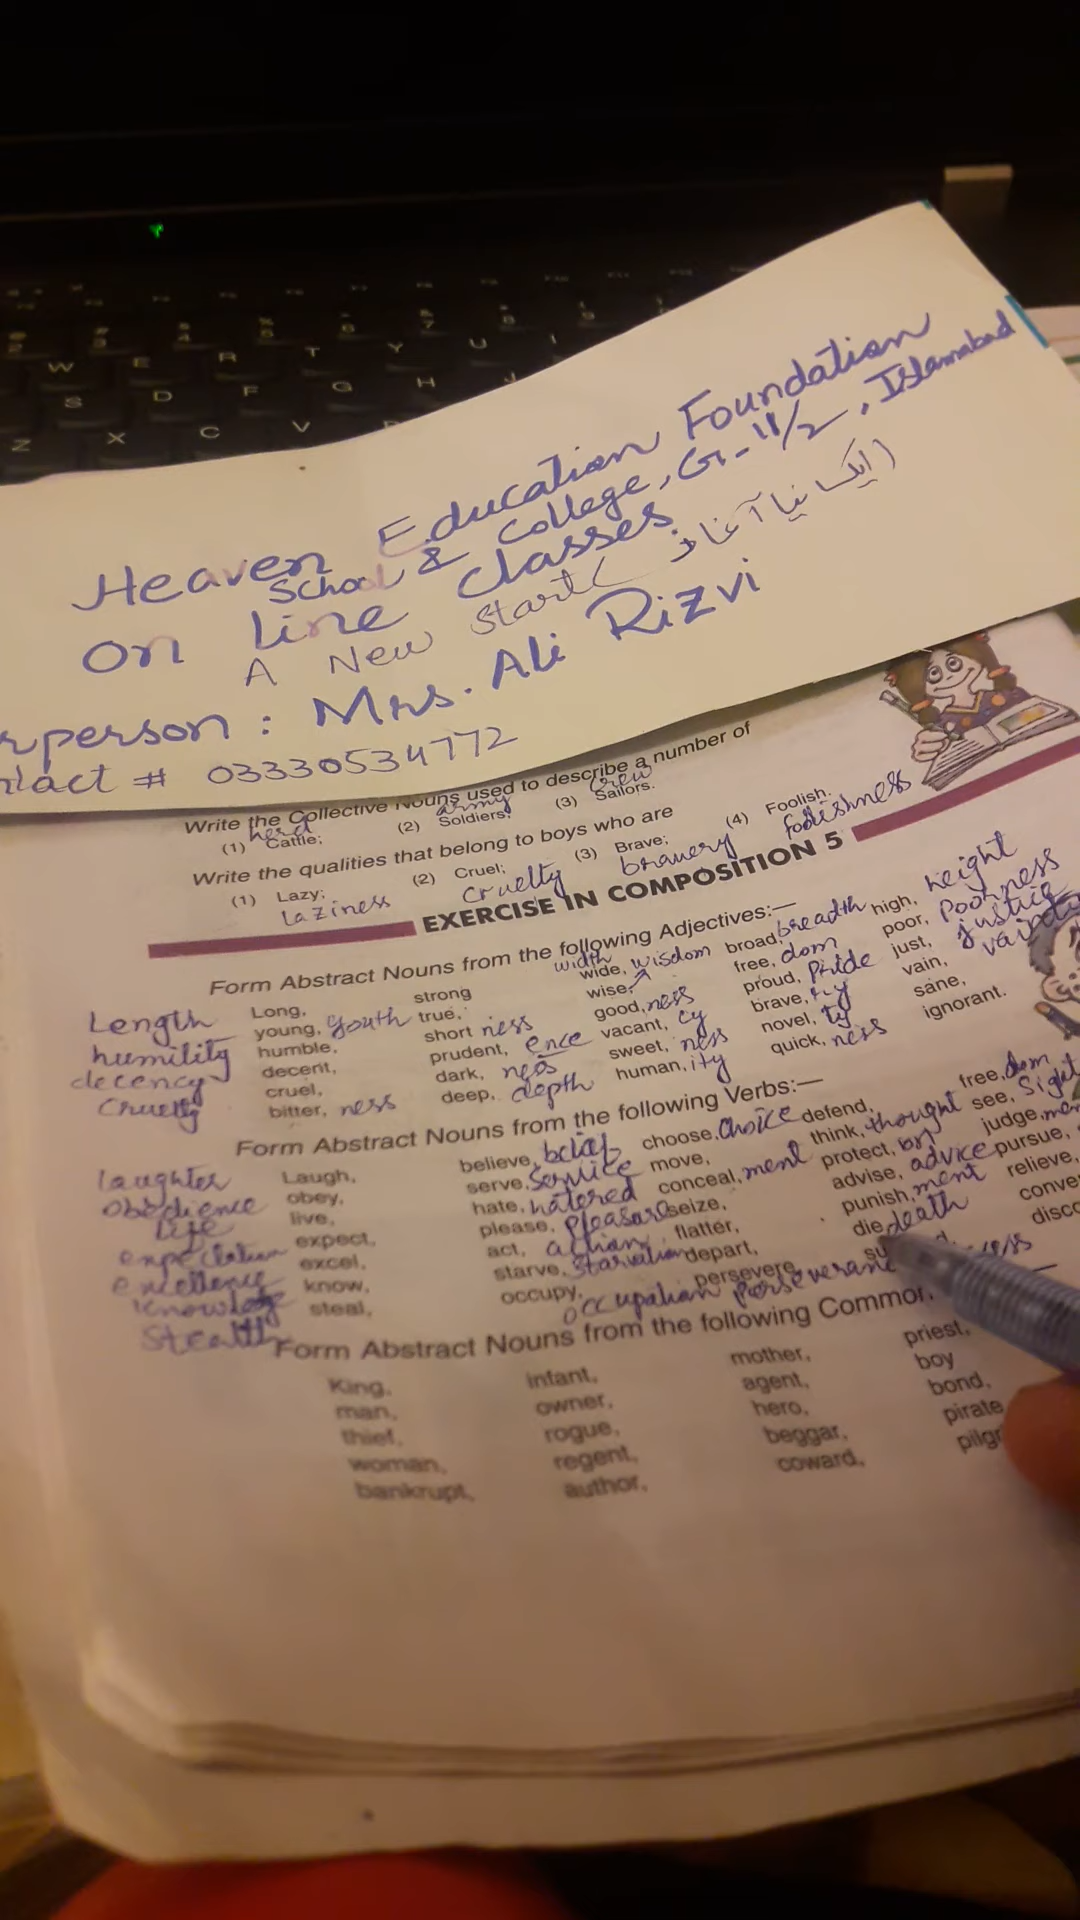 Heaven Education Foundation
School & College, G-11/2, Islamabad
On Line Classes.
A New Start (ایک نیا آغاز)
rperson : Mrs. Ali Rizvi
ntact # 03330534772
Write the Collective Nouns used to describe a number of
herd army crew
(1) Cattle; (2) Soldiers; (3) Sailors.
Write the qualities that belong to boys who are
(1) Lazy; (2) Cruel; (3) Brave; (4) Foolish.
laziness cruelty bravery foolishness
EXERCISE IN COMPOSITION 5
Form Abstract Nouns from the following Adjectives:—
Length Long, strong width wide, wisdom broad, breadth high, height
young, youth true, wise, free, dom poor, poorness
humility humble, short ness good, ness proud, pride just, justice
decency decent, prudent, ence vacant, cy brave, ry vain, vanity
cruelty cruel, dark, ness sweet, ness novel, ty sane,
bitter, ness deep, depth human, ity quick, ness ignorant.
Form Abstract Nouns from the following Verbs:—
laughter Laugh, believe, belief choose, choice defend, free, dom
obedience obey, serve, service move, think, thought see, sight
life live, hate, hatered conceal, ment protect, on judge, men
expectation expect, please, pleasure seize, advise, advice pursue,
excellence excel, act, action flatter, punish, ment relieve,
knowledge know, starve, starvation depart, die, death conve
stealth steal, occupy, persevere, su d, cess disco
occupation perseveran
Form Abstract Nouns from the following Common
King, infant, mother, priest,
man, owner, agent, boy
thief, rogue, hero, bond,
woman, regent, beggar, pirate
bankrupt, author, coward, pilgr